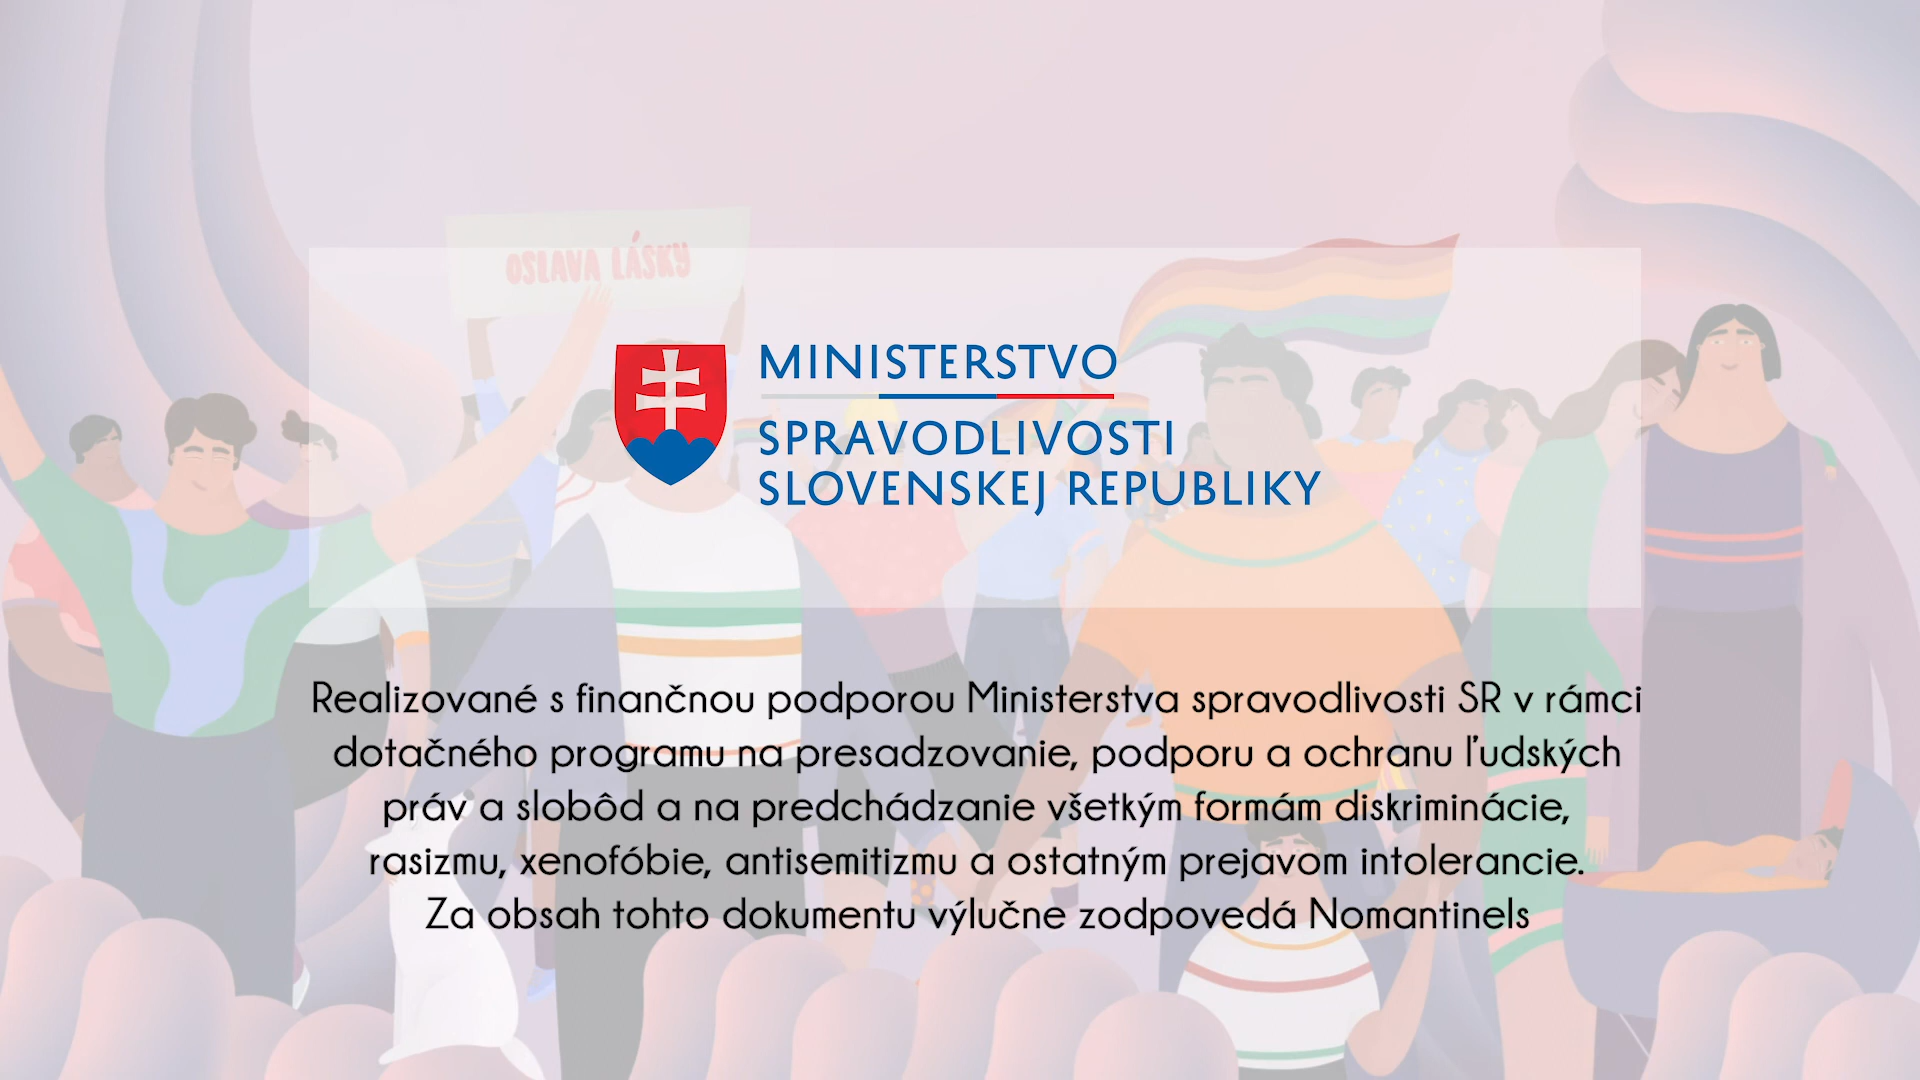 OSLAVA LÁSKY
MINISTERSTVO
SPRAVODLIVOSTI
SLOVENSKEJ REPUBLIKY
Realizované s finančnou podporou Ministerstva spravodlivosti SR v rámci
dotačného programu na presadzovanie, podporu a ochranu ľudských
práv a slobôd a na predchádzanie všetkým formám diskriminácie,
rasizmu, xenofóbie, antisemitizmu a ostatným prejavom intolerancie.
Za obsah tohto dokumentu výlučne zodpovedá Nomantinels